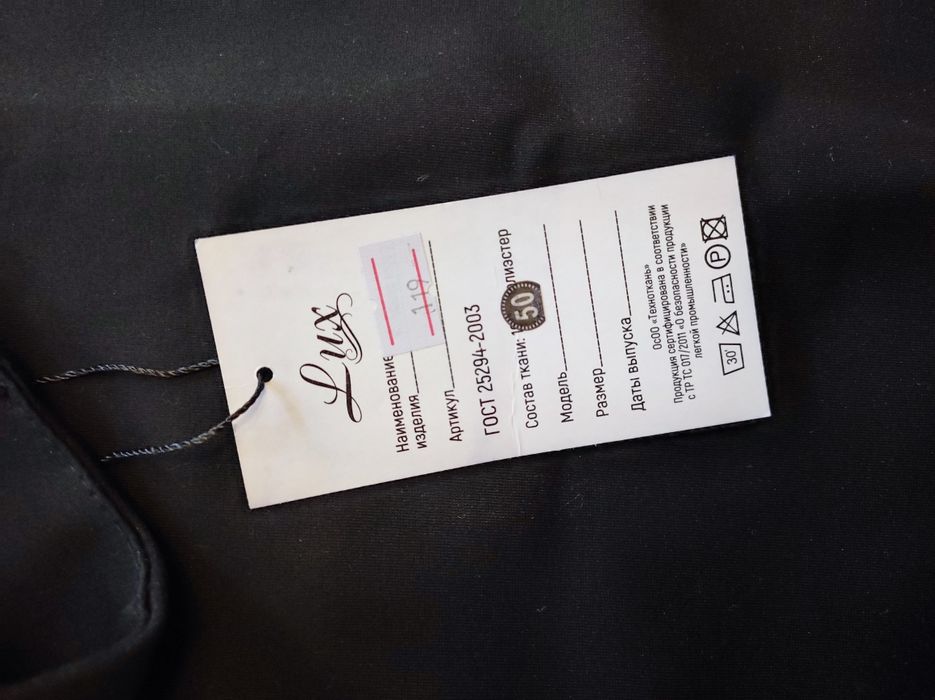 Lux
Наименование
изделия
119
Артикул
ГОСТ 25294-2003
Состав ткани: лиэстер
50
Модель
Размер
Даты выпуска
ОсОО «Техноткань»
Продукция сертифицирована в соответствии
с ТР ТС 017/2011 «О безопасности продукции
легкой промышленности»
30°
P